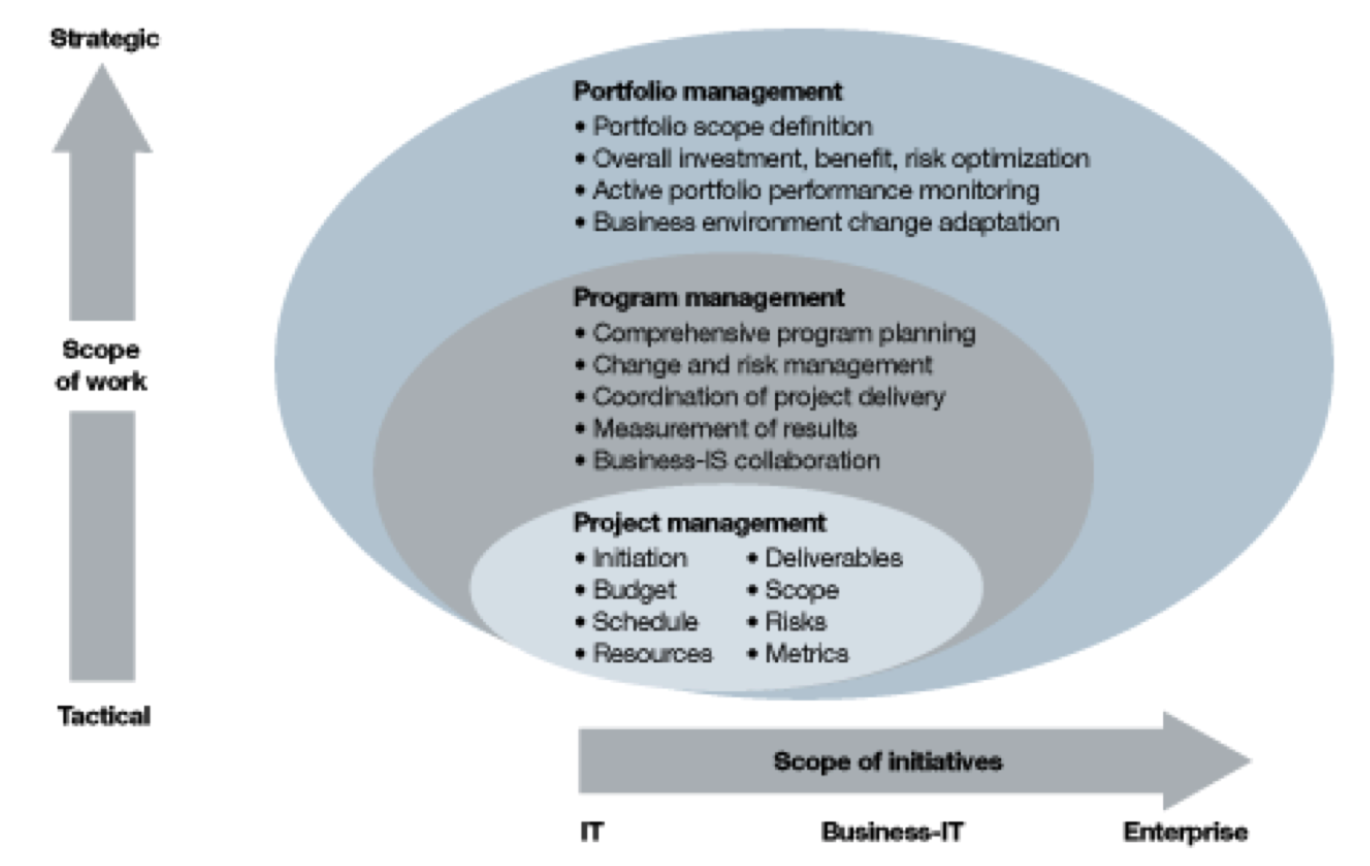 Strategic
Portfolio management
• Portfolio scope definition
• Overall investment, benefit, risk optimization
• Active portfolio performance monitoring
• Business environment change adaptation
Program management
• Comprehensive program planning
Scope
of work
• Change and risk management
• Coordination of project delivery
• Measurement of results
• Business-IS collaboration
Project management
• Initiation
• Budget
• Schedule
• Resources
• Deliverables
• Scope
• Risks
• Metrics
Tactical
Scope of initiatives
IT
Business-IT
Enterprise